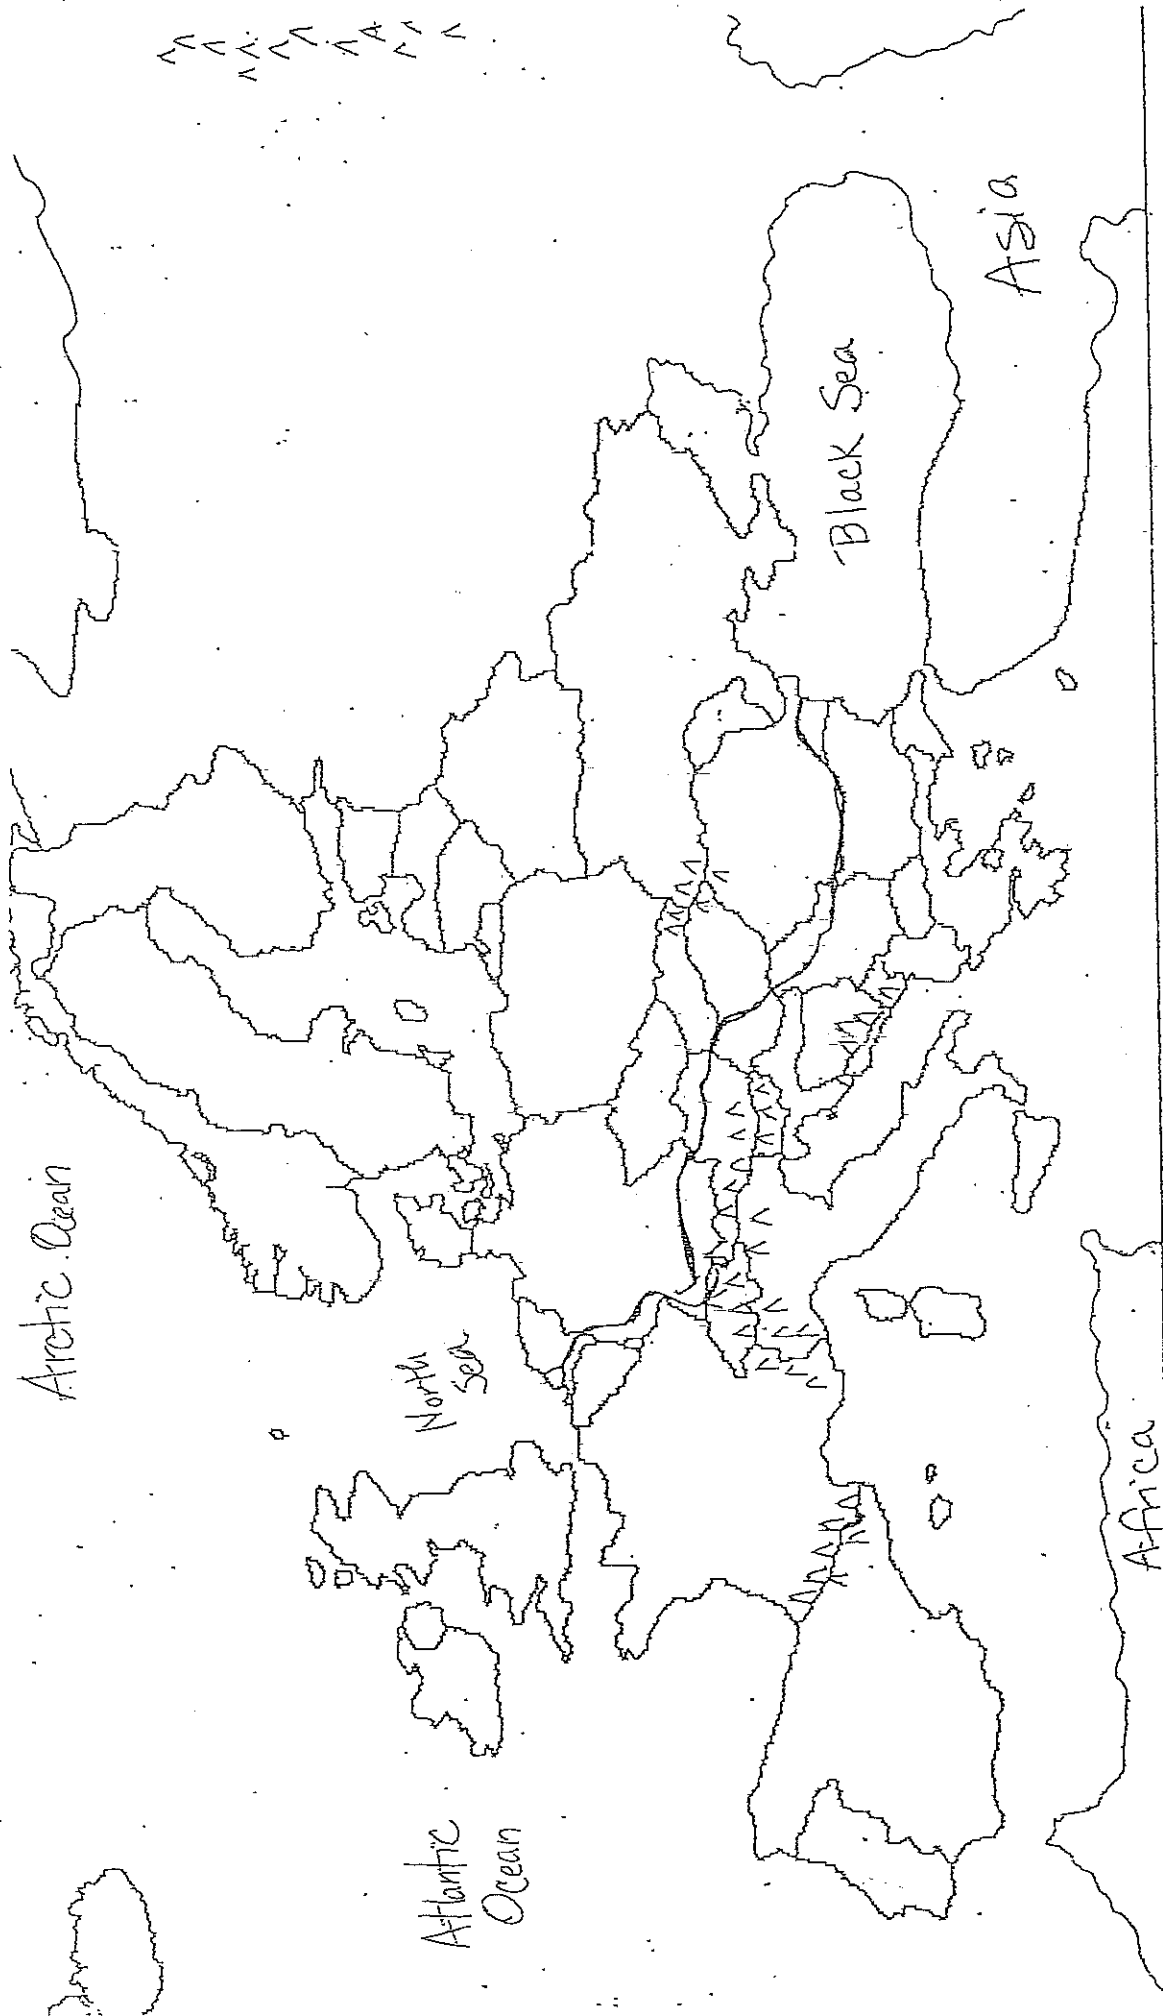 Arctic Ocean
North
Sea
Atlantic
Ocean
Black Sea
Asia
Africa